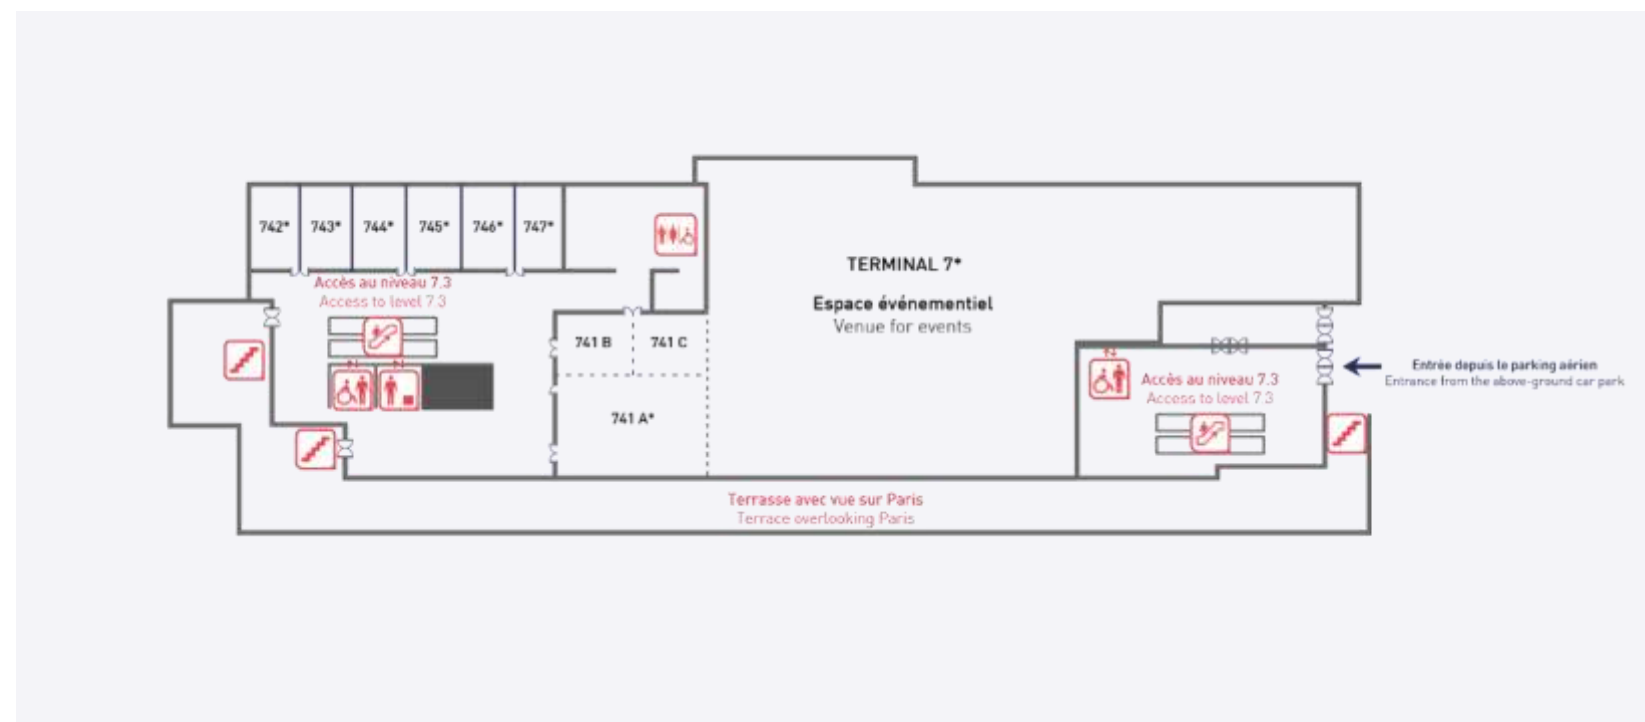 742*
743*
744*
745*
746*
747*
Accès au niveau 7.3
Access to level 7.3
741 B
741 C
741 A*
TERMINAL 7*
Espace événementiel
Venue for events
Accès au niveau 7.3
Access to level 7.3
Entrée depuis le parking aérien
Entrance from the above-ground car park
Terrasse avec vue sur Paris
Terrace overlooking Paris